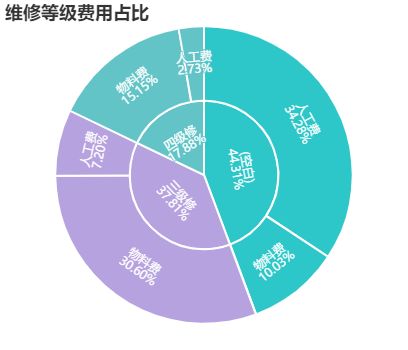 维修等级费用占比
人工费
2.73%
物料费
15.15%
人工费
34.28%
四级修
17.88%
(空白)
44.31%
人工费
7.20%
三级修
37.81%
物料费
10.03%
物料费
30.60%